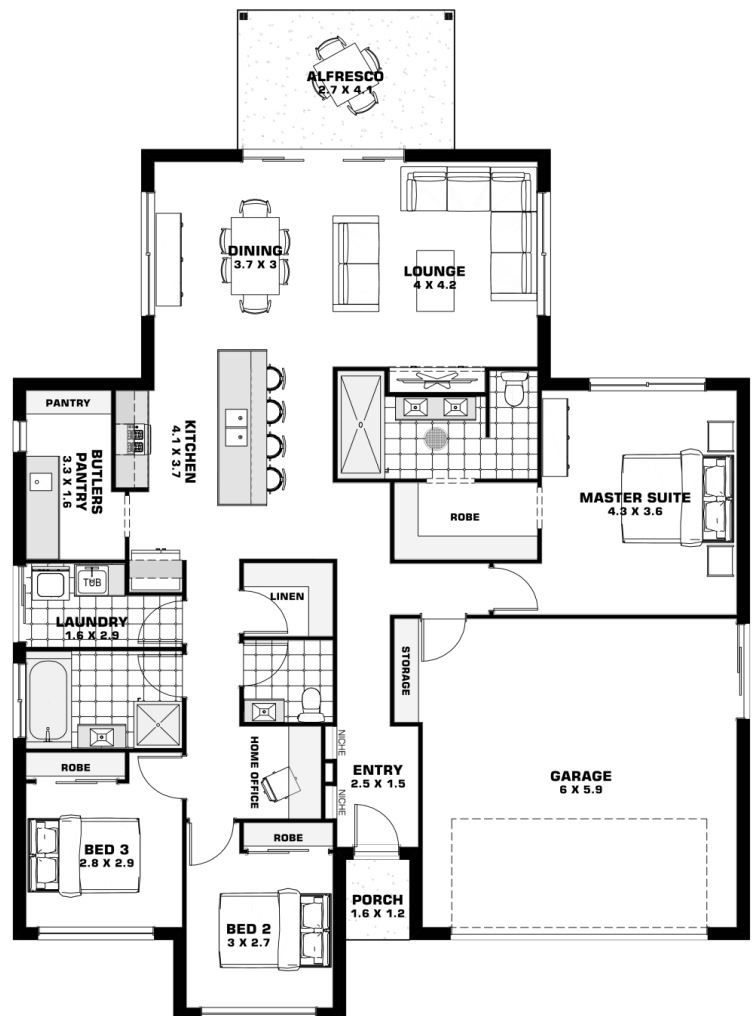 ALFRESCO
2.7 X 4.1
DINING
3.7 X 3
LOUNGE
4 X 4.2
PANTRY
BUTLERS
PANTRY
3.3 X 1.6
KITCHEN
4.1 X 3.7
MASTER SUITE
4.3 X 3.6
ROBE
TUB
LAUNDRY
1.6 X 2.9
LINEN
STORAGE
NICHE
HOME OFFICE
ENTRY
2.5 X 1.5
NICHE
GARAGE
6 X 5.9
ROBE
BED 3
2.8 X 2.9
ROBE
PORCH
1.6 X 1.2
BED 2
3 X 2.7